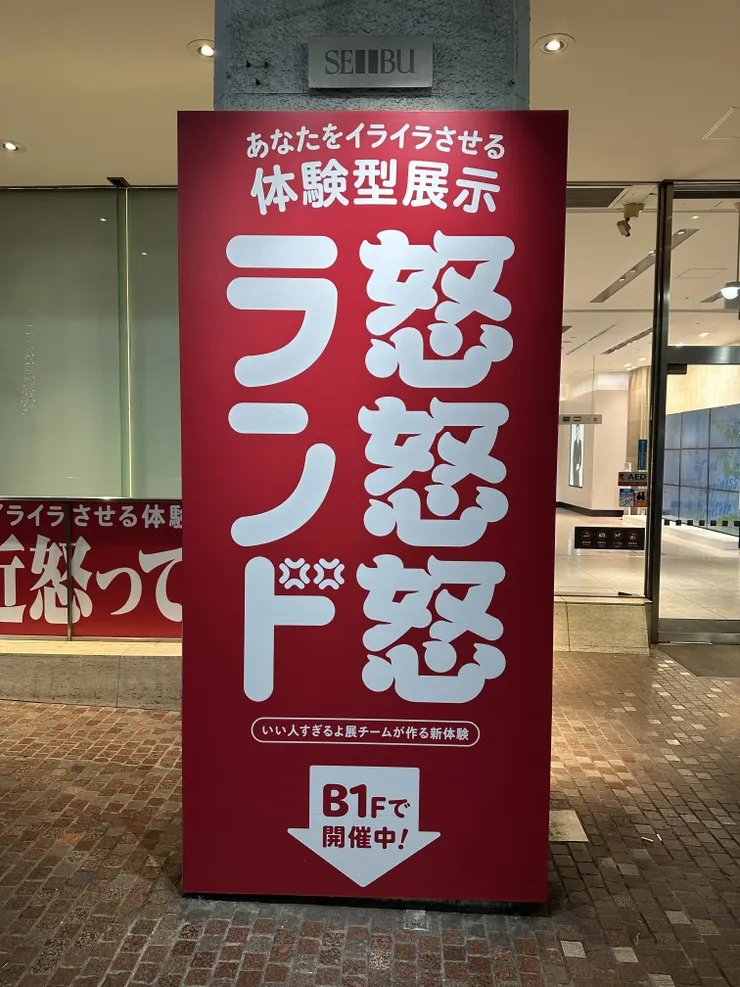 SEIBU
あなたをイライラさせる
体験型展示
怒怒怒
ランド
いい人すぎるよ展チームが作る新体験
B1Fで
開催中!
イライラさせる体験
近怒って
AED